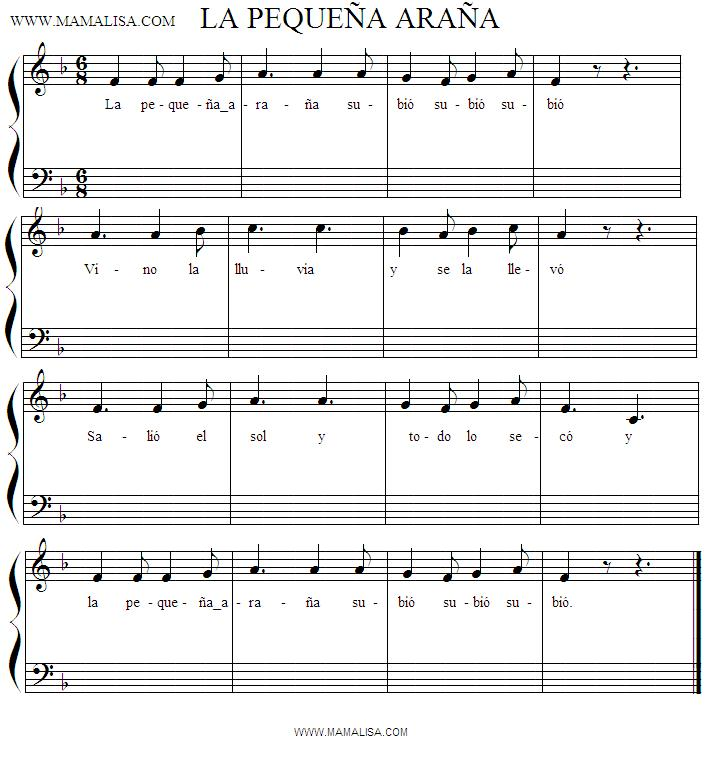 WWW.MAMALISA.COM LA PEQUEÑA ARAÑA
6 8
La pe - que - ña_a - ra - ña su - bió su - bió su - bió
6 8
Vi - no la llu - via y se la lle - vó
Sa - lió el sol y to - do lo se - có y
la pe - que - ña_a - ra - ña su - bió su - bió su - bió.
WWW.MAMALISA.COM